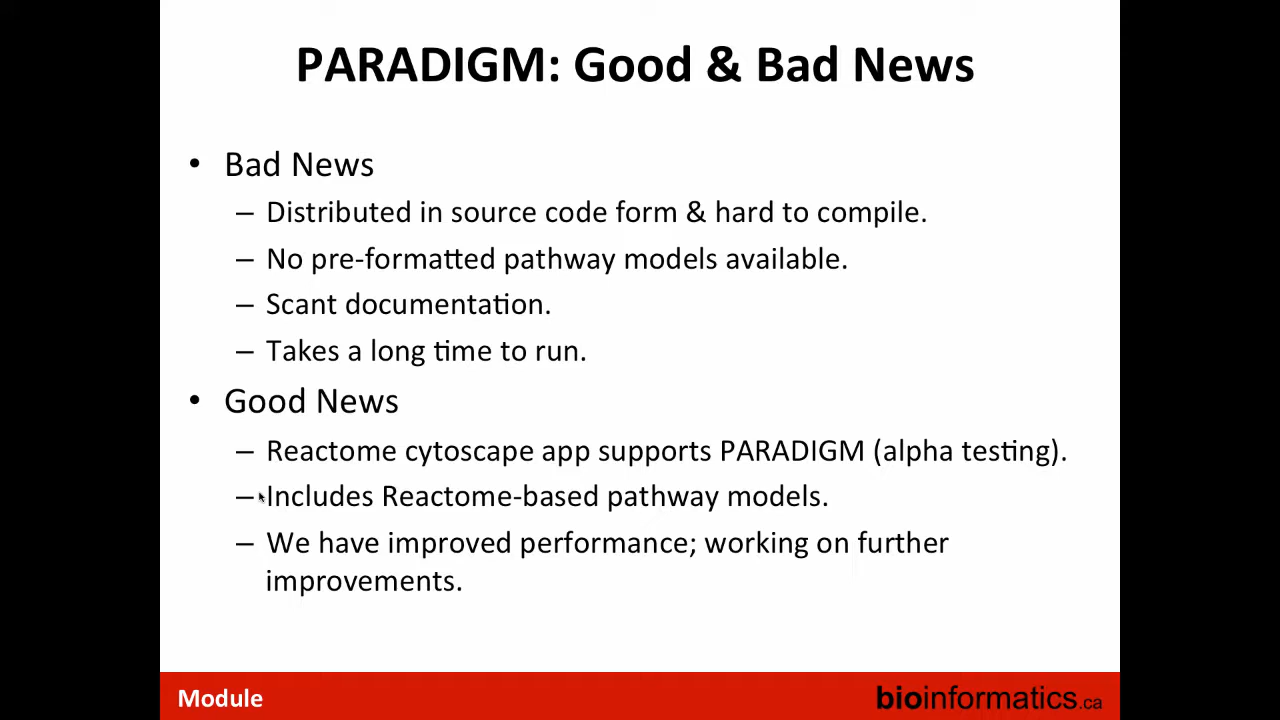 PARADIGM: Good & Bad News
• Bad News
– Distributed in source code form & hard to compile.
– No pre-formatted pathway models available.
– Scant documentation.
– Takes a long time to run.
• Good News
– Reactome cytoscape app supports PARADIGM (alpha testing).
– Includes Reactome-based pathway models.
– We have improved performance; working on further
improvements.
Module
bioinformatics.ca